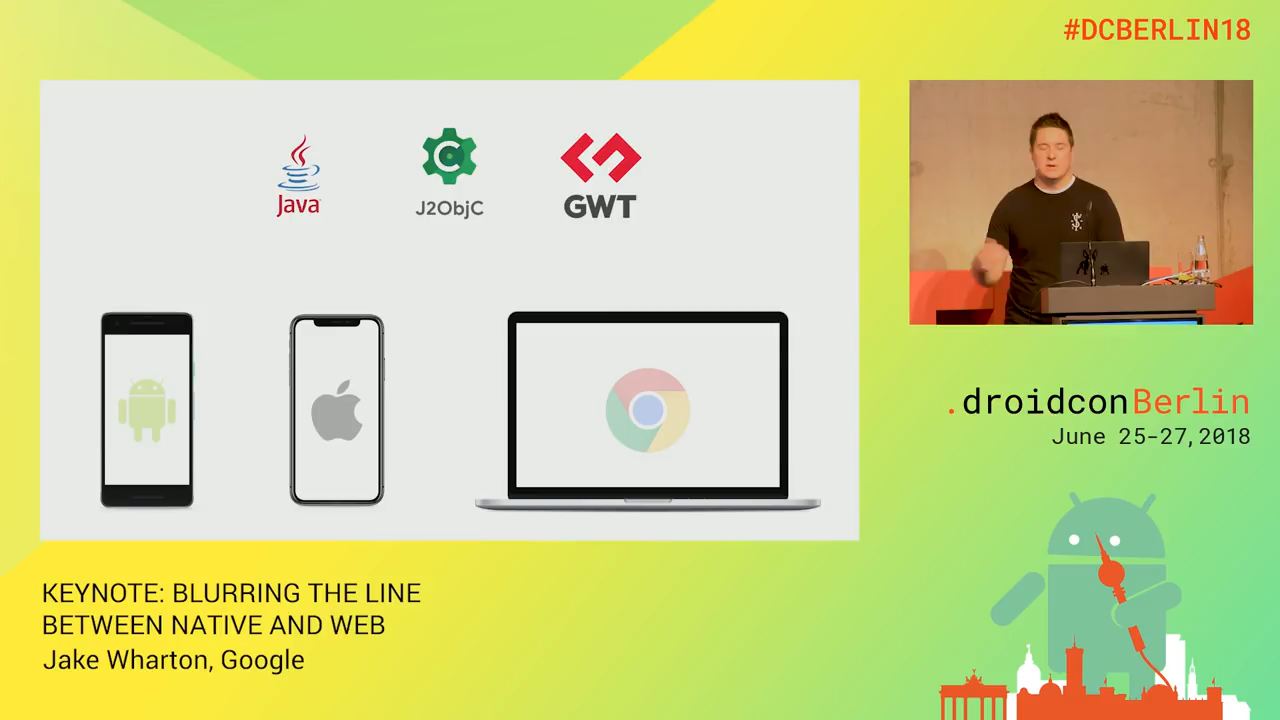 #DCBERLIN18
Java
J2ObjC
GWT
.droidconBerlin
June 25-27,2018
KEYNOTE: BLURRING THE LINE
BETWEEN NATIVE AND WEB
Jake Wharton, Google